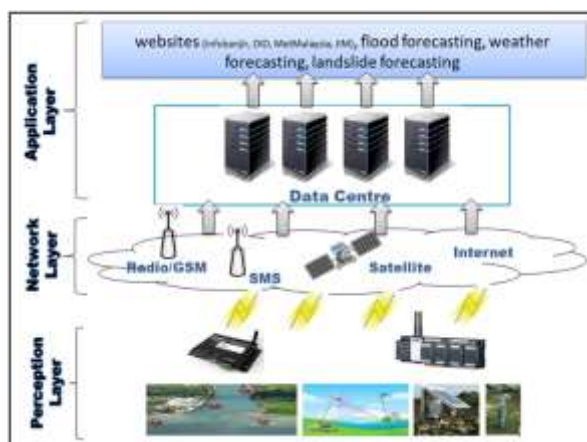 websites (Infobanjir, DID, MetMalaysia, JIM), flood forecasting, weather
forecasting, landslide forecasting
Application
Layer
Data Centre
Network
Layer
Radio/GSM
SMS
Satellite
Internet
Perception
Layer